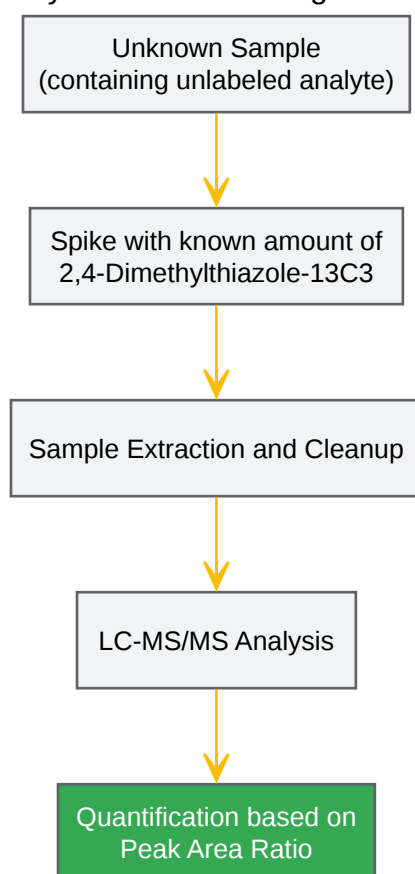 Unknown Sample
(containing unlabeled analyte)
Spike with known amount of
2,4-Dimethylthiazole-13C3
Sample Extraction and Cleanup
LC-MS/MS Analysis
Quantification based on
Peak Area Ratio